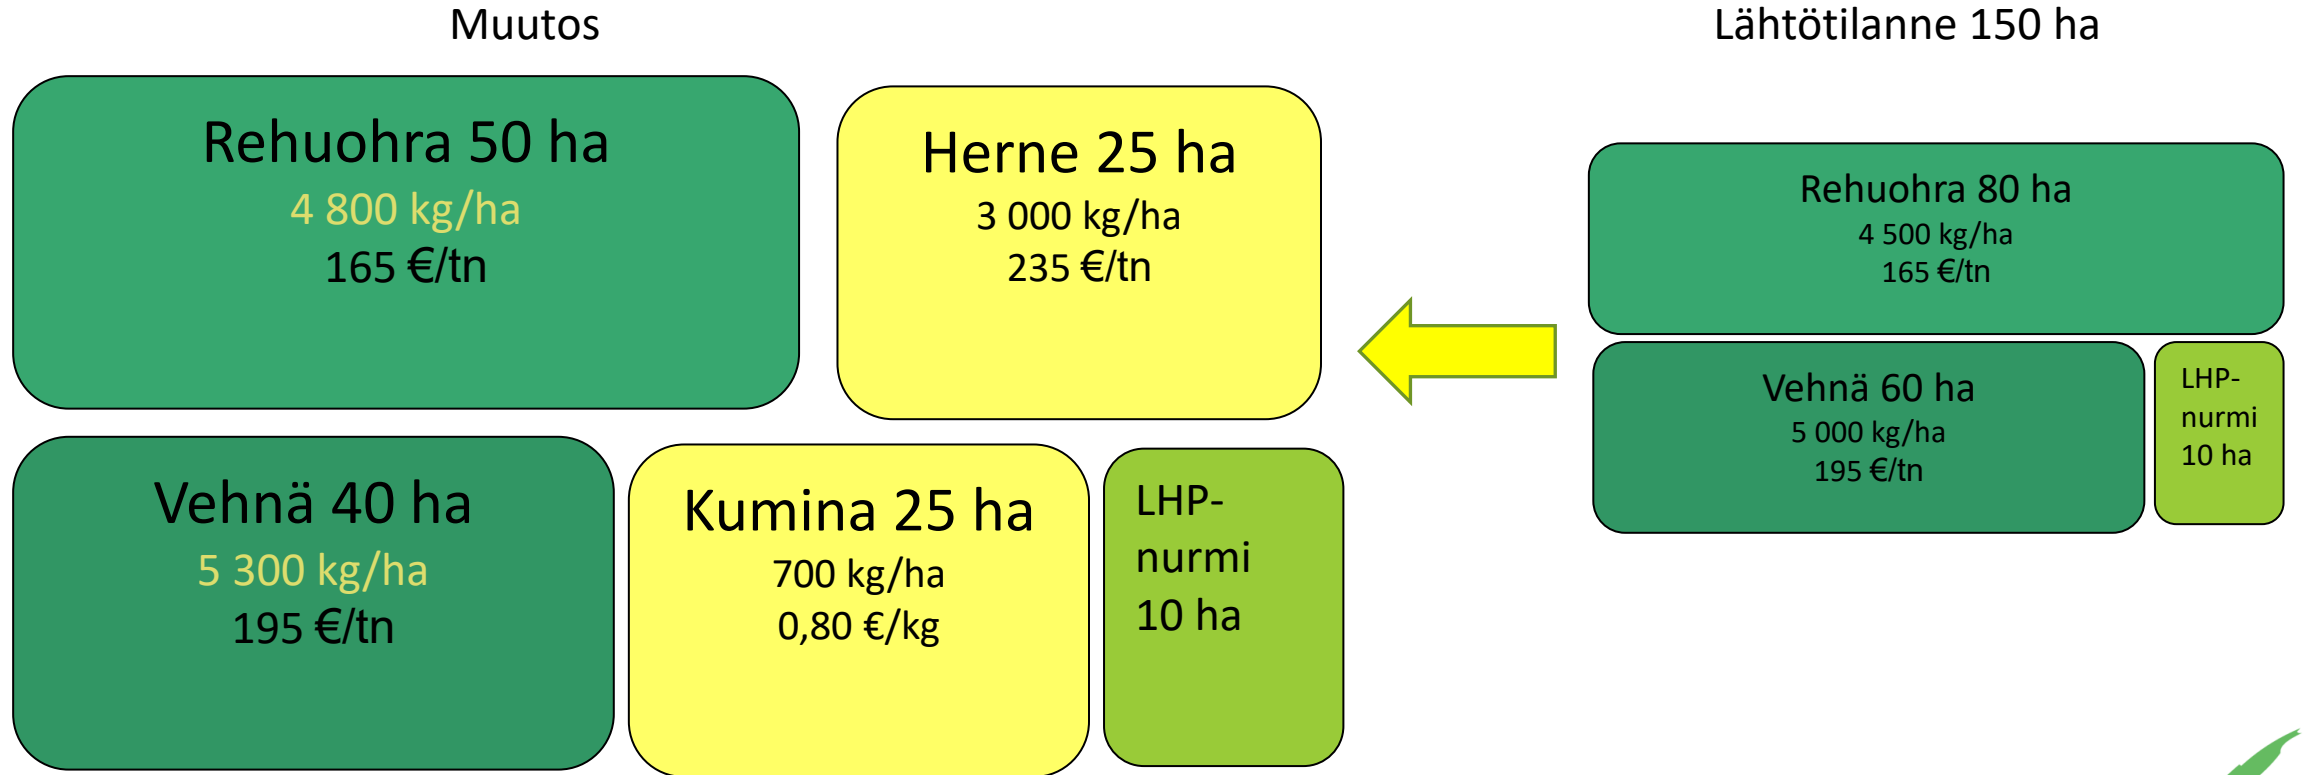 Muutos
Rehuohra 50 ha
4 800 kg/ha
165 €/tn
Herne 25 ha
3 000 kg/ha
235 €/tn
Vehnä 40 ha
5 300 kg/ha
195 €/tn
Kumina 25 ha
700 kg/ha
0,80 €/kg
LHP-
nurmi
10 ha
Lähtötilanne 150 ha
Rehuohra 80 ha
4 500 kg/ha
165 €/tn
Vehnä 60 ha
5 000 kg/ha
195 €/tn
LHP-
nurmi
10 ha